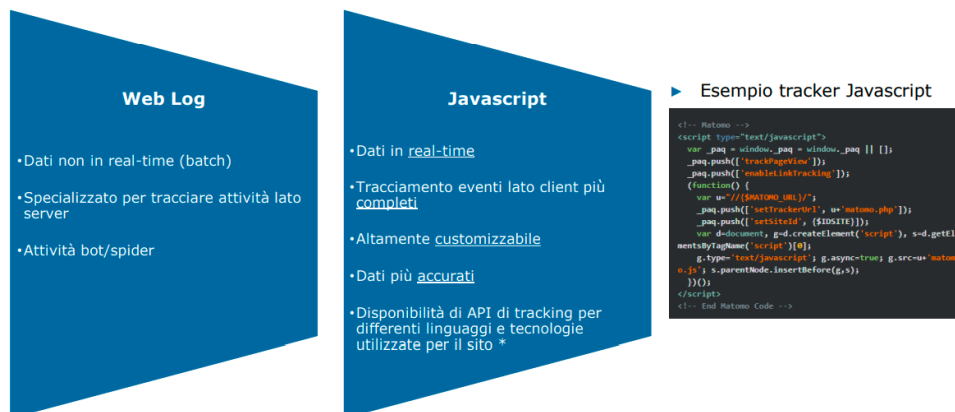 Web Log
•Dati non in real-time (batch)
•Specializzato per tracciare attività lato
server
•Attività bot/spider
Javascript
•Dati in real-time
•Tracciamento eventi lato client più
completi
•Altamente customizzabile
•Dati più accurati
•Disponibilità di API di tracking per
differenti linguaggi e tecnologie
utilizzate per il sito *
► Esempio tracker Javascript
<!-- Matomo -->
<script type="text/javascript">
var _paq = window._paq = window._paq || [];
_paq.push(['trackPageView']);
_paq.push(['enableLinkTracking']);
(function() {
var u="//{$MATOMO_URL}/";
_paq.push(['setTrackerUrl', u+'matomo.php']);
_paq.push(['setSiteId', {$IDSITE}]);
var d=document, g=d.createElement('script'), s=d.getEl
mentsByTagName('script')[0];
g.type='text/javascript'; g.async=true; g.src=u+'matom
o.js'; s.parentNode.insertBefore(g,s);
})();
</script>
<!-- End Matomo Code -->